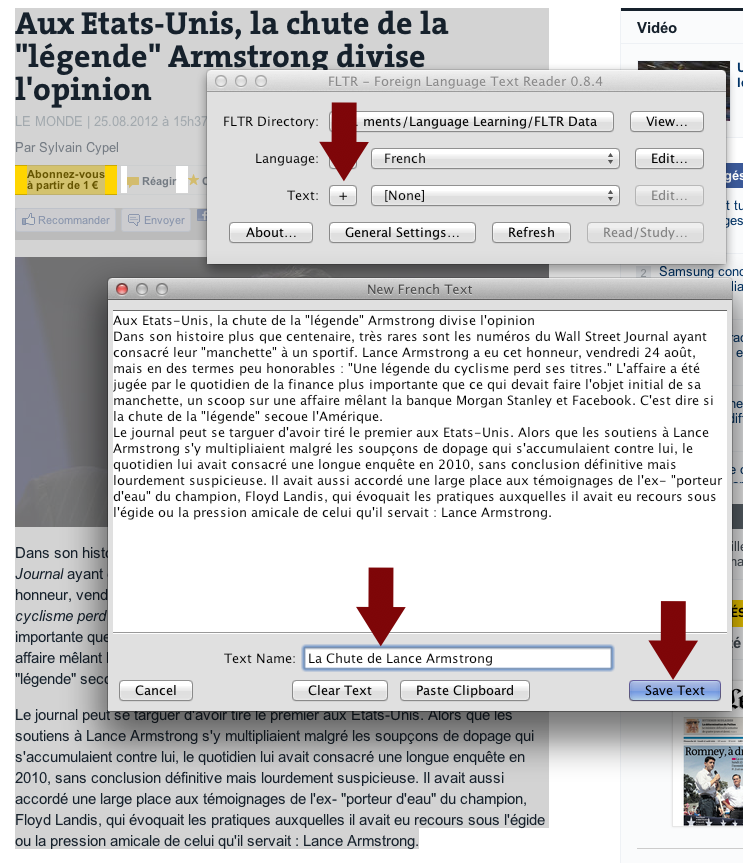 Aux Etats-Unis, la chute de la
"légende" Armstrong divise
l'opinion
LE MONDE | 25.08.2012 à 15h37
Par Sylvain Cypel
Abonnez-vous
à partir de 1 €
Réagir
Recommander
Envoyer
Vidéo
FLTR – Foreign Language Text Reader 0.8.4
FLTR Directory:
ments/Language Learning/FLTR Data
View...
Language:
French
Edit...
Text:
+
[None]
Edit...
About...
General Settings...
Refresh
Read/Study...
2 Samsung
New French Text
Aux Etats-Unis, la chute de la "légende" Armstrong divise l'opinion
Dans son histoire plus que centenaire, très rares sont les numéros du Wall Street Journal ayant
consacré leur "manchette" à un sportif. Lance Armstrong a eu cet honneur, vendredi 24 août,
mais en des termes peu honorables : "Une légende du cyclisme perd ses titres." L'affaire a été
jugée par le quotidien de la finance plus importante que ce qui devait faire l'objet initial de sa
manchette, un scoop sur une affaire mêlant la banque Morgan Stanley et Facebook. C'est dire si
la chute de la "légende" secoue l'Amérique.
Le journal peut se targuer d'avoir tiré le premier aux Etats-Unis. Alors que les soutiens à Lance
Armstrong s'y multipliaient malgré les soupçons de dopage qui s'accumulaient contre lui, le
quotidien lui avait consacré une longue enquête en 2010, sans conclusion définitive mais
lourdement suspicieuse. Il avait aussi accordé une large place aux témoignages de l'ex- "porteur
d'eau" du champion, Floyd Landis, qui évoquait les pratiques auxquelles il avait eu recours sous
l'égide ou la pression amicale de celui qu'il servait : Lance Armstrong.
Text Name:
La Chute de Lance Armstrong
Cancel
Clear Text
Paste Clipboard
Save Text
Dans son
Journal ayant
honneur,
cyclisme perd
importante que
affaire mêlant
"légende"
Le journal peut se targuer d'avoir tiré le premier aux Etats-Unis. Alors que les
soutiens à Lance Armstrong s'y multipliaient malgré les soupçons de dopage qui
s'accumulaient contre lui, le quotidien lui avait consacré une longue enquête en
2010, sans conclusion définitive mais lourdement suspicieuse. Il avait aussi
accordé une large place aux témoignages de l'ex- "porteur d'eau" du champion,
Floyd Landis, qui évoquait les pratiques auxquelles il avait eu recours sous l'égide
ou la pression amicale de celui qu'il servait : Lance Armstrong.
Romney, à